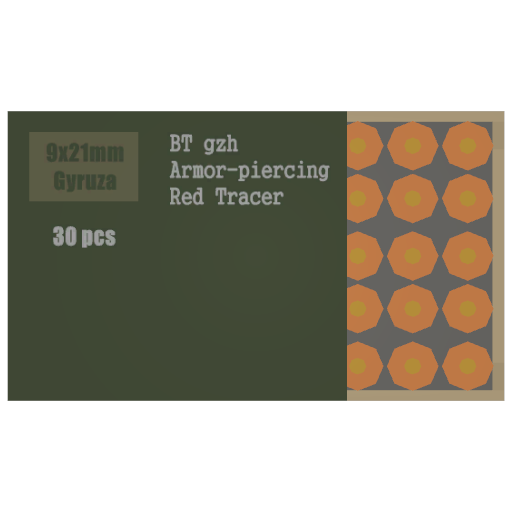 9x21mm
Gyruza
BT gzh
Armor-piercing
Red Tracer
30 pcs